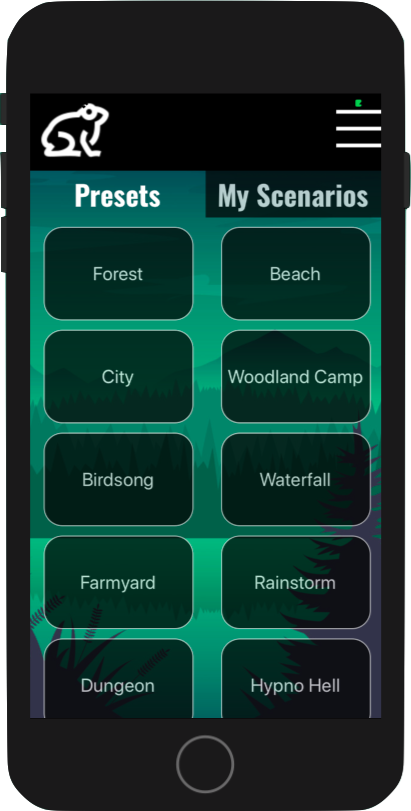 Presets My Scenarios
Forest Beach
City Woodland Camp
Birdsong Waterfall
Farmyard Rainstorm
Dungeon Hypno Hell